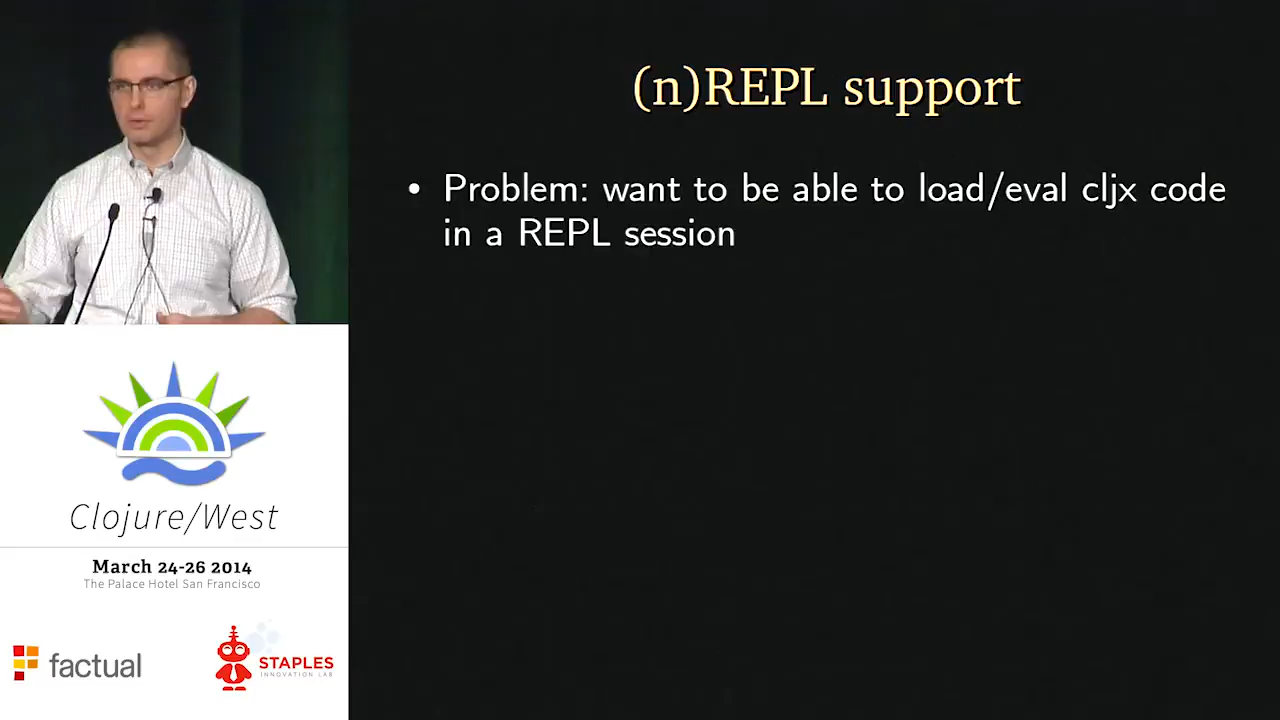 (n)REPL support
• Problem: want to be able to load/eval cljx code
in a REPL session
Clojure/West
March 24-26 2014
The Palace Hotel San Francisco
factual
STAPLES
INNOVATION LAB